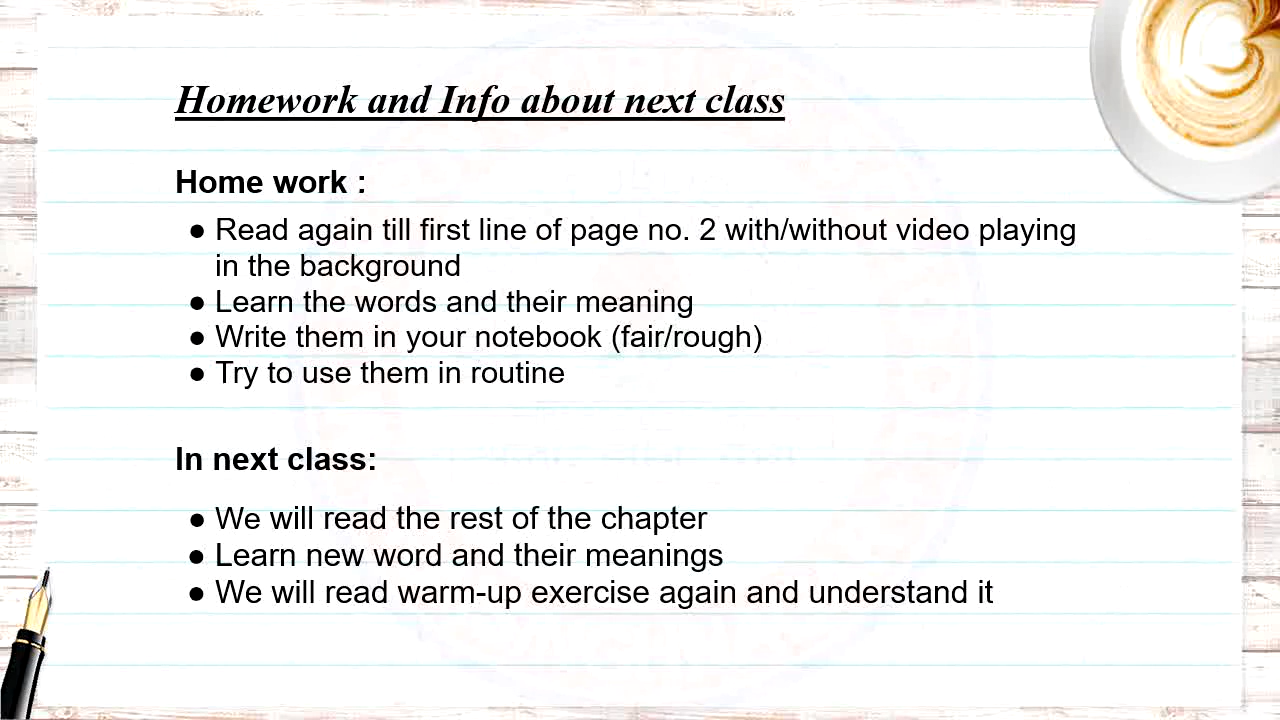 Homework and Info about next class
Home work :
● Read again till first line of page no. 2 with/without video playing
in the background
● Learn the words and their meaning
● Write them in your notebook (fair/rough)
● Try to use them in routine
In next class:
● We will read the rest of the chapter
● Learn new word and their meanings
● We will read warm-up exercise again and understand it